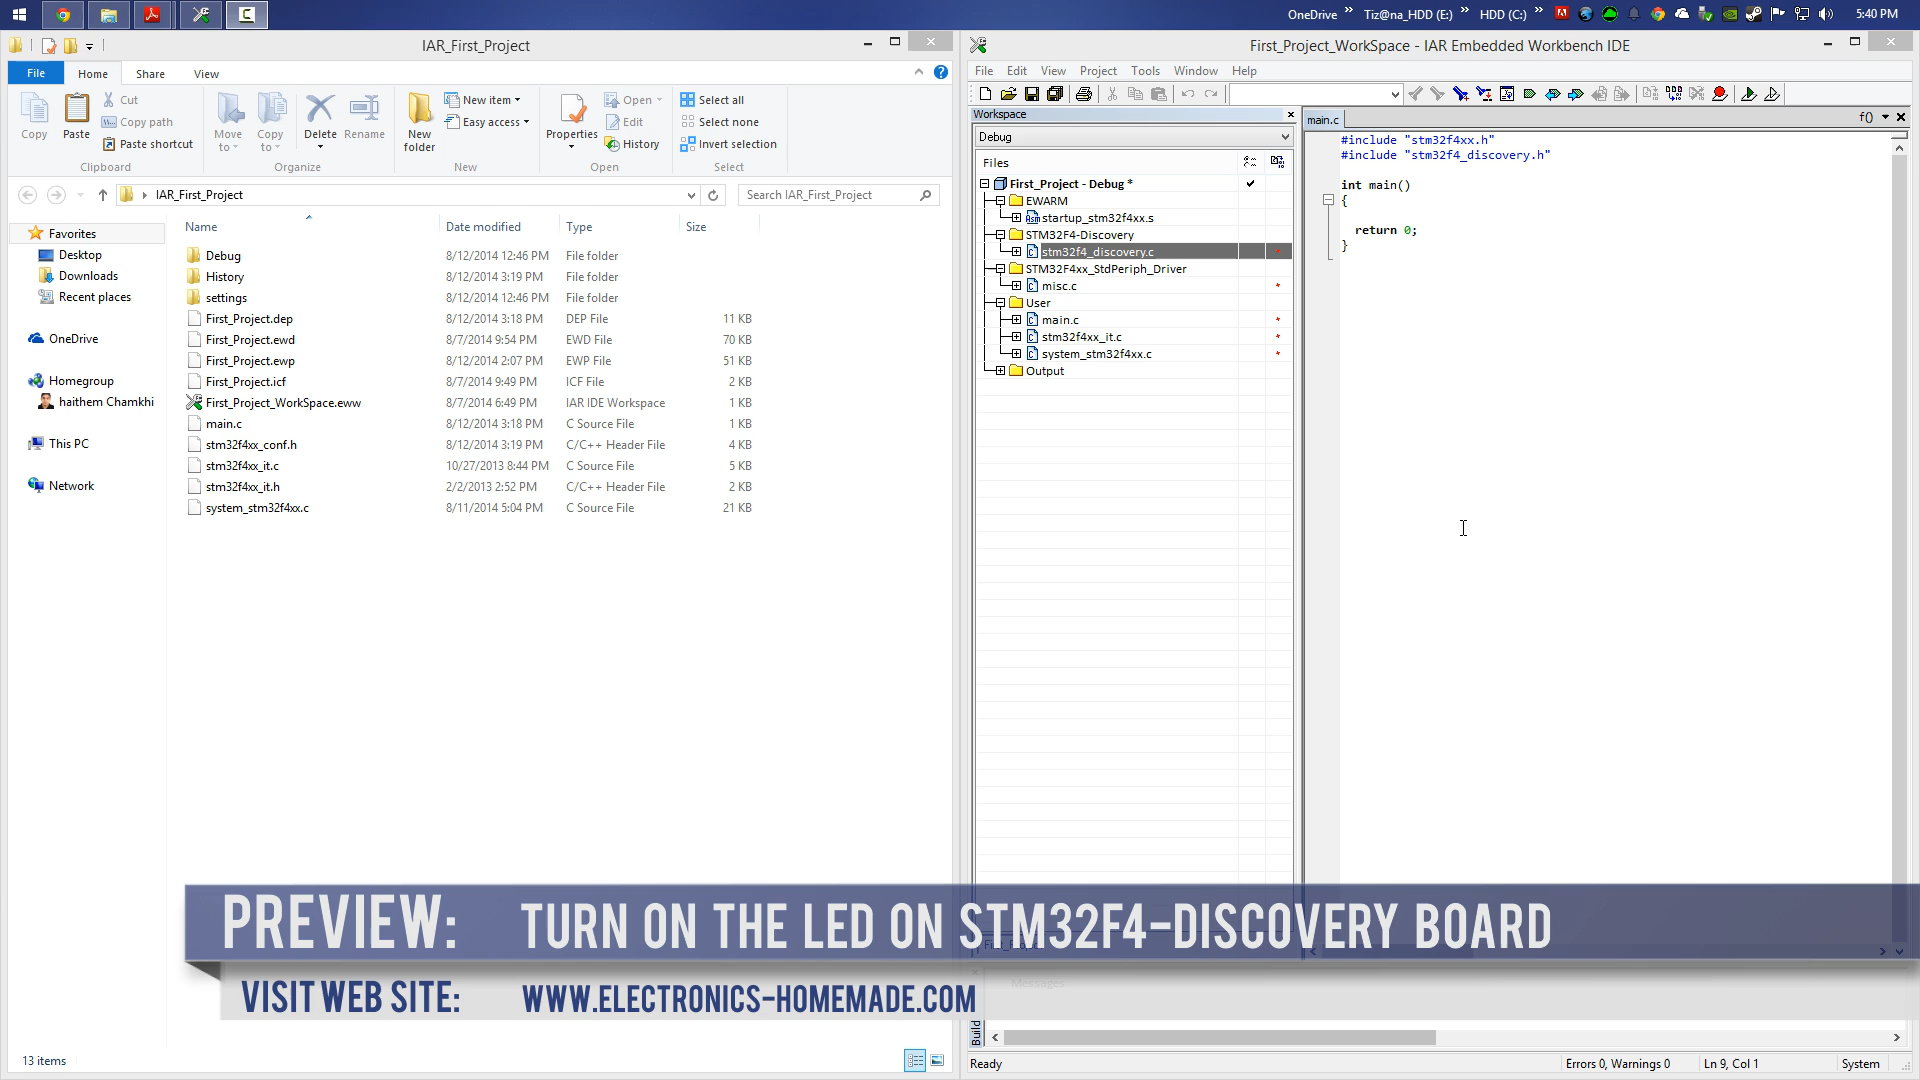 OneDrive » Tiz@na_HDD (E:) » HDD (C:) » 5:40 PM
IAR_First_Project
File Home Share View
Copy
Paste
Cut
Copy path
Paste shortcut
Clipboard
Move to
Copy to
Delete
Rename
Organize
New folder
New item
Easy access
New
Properties
Open
Edit
History
Open
Select all
Select none
Invert selection
Select
IAR_First_Project
Search IAR_First_Project
Favorites
Desktop
Downloads
Recent places
OneDrive
Homegroup
haithem Chamkhi
This PC
Network
Name Date modified Type Size
Debug 8/12/2014 12:46 PM File folder
History 8/12/2014 3:19 PM File folder
settings 8/12/2014 12:46 PM File folder
First_Project.dep 8/12/2014 3:18 PM DEP File 11 KB
First_Project.ewd 8/7/2014 9:54 PM EWD File 70 KB
First_Project.ewp 8/12/2014 2:07 PM EWP File 51 KB
First_Project.icf 8/7/2014 9:49 PM ICF File 2 KB
First_Project_WorkSpace.eww 8/7/2014 6:49 PM IAR IDE Workspace 1 KB
main.c 8/12/2014 3:18 PM C Source File 1 KB
stm32f4xx_conf.h 8/12/2014 3:19 PM C/C++ Header File 4 KB
stm32f4xx_it.c 10/27/2013 8:44 PM C Source File 5 KB
stm32f4xx_it.h 2/2/2013 2:52 PM C/C++ Header File 2 KB
system_stm32f4xx.c 8/11/2014 5:04 PM C Source File 21 KB
13 items
First_Project_WorkSpace - IAR Embedded Workbench IDE
File Edit View Project Tools Window Help
Workspace
Debug
Files
First_Project - Debug *
EWARM
startup_stm32f4xx.s
STM32F4-Discovery
stm32f4_discovery.c
STM32F4xx_StdPeriph_Driver
misc.c
User
main.c
stm32f4xx_it.c
system_stm32f4xx.c
Output
main.c f()
#include "stm32f4xx.h"
#include "stm32f4_discovery.h"
int main()
{
return 0;
}
PREVIEW: TURN ON THE LED ON STM32F4-DISCOVERY BOARD
VISIT WEB SITE: WWW.ELECTRONICS-HOMEMADE.COM
Messages
Build
Ready Errors 0, Warnings 0 Ln 9, Col 1 System